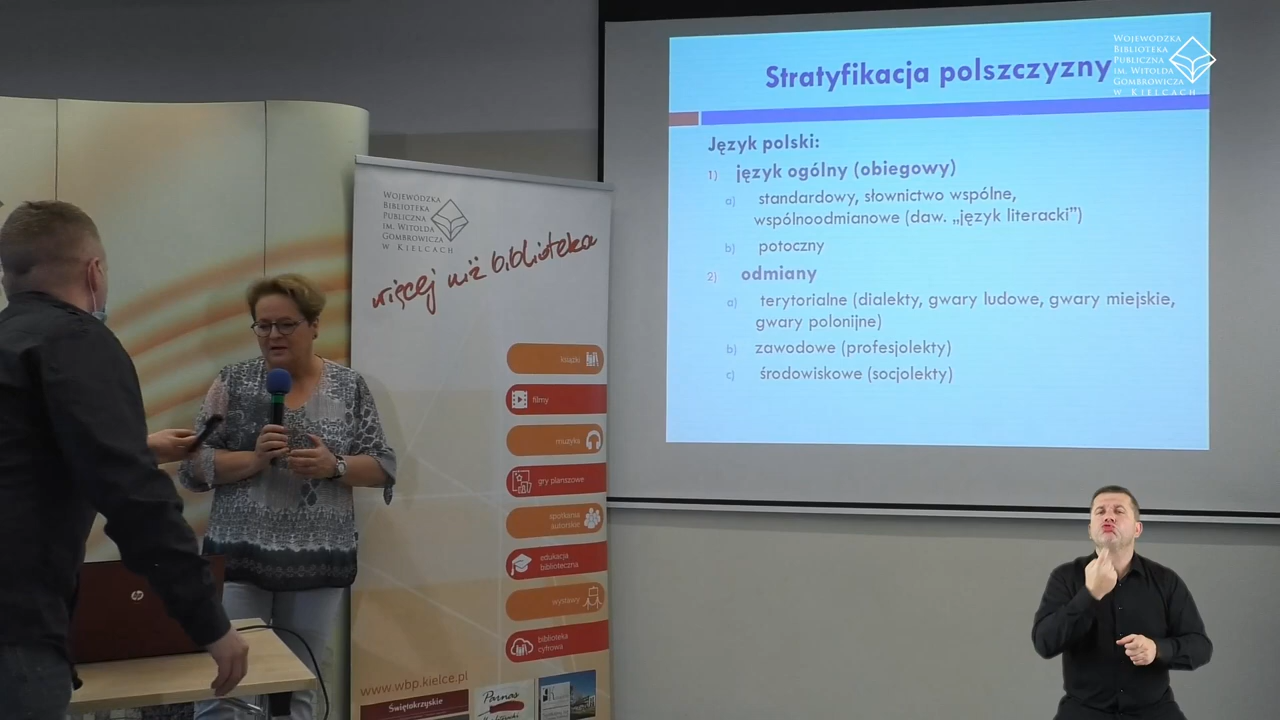 Stratyfikacja polszczyzny
WOJEWÓDZKA
BIBLIOTEKA
PUBLICZNA
IM. WITOLDA
GOMBROWICZA
W KIELCACH
Język polski:
1) język ogólny (obiegowy)
a) standardowy, słownictwo wspólne,
wspólnoodmianowe (daw. „język literacki”)
b) potoczny
2) odmiany
a) terytorialne (dialekty, gwary ludowe, gwary miejskie,
gwary polonijne)
b) zawodowe (profesjolekty)
c) środowiskowe (socjolekty)
WOJEWÓDZKA
BIBLIOTEKA
PUBLICZNA
IM. WITOLDA
GOMBROWICZA
W KIELCACH
więcej niż biblioteka
książki
filmy
muzyka
gry planszowe
spotkania
autorskie
edukacja
biblioteczna
wystawy
biblioteka
cyfrowa
www.wbp.kielce.pl
Świętokrzyskie
Parnas
hp